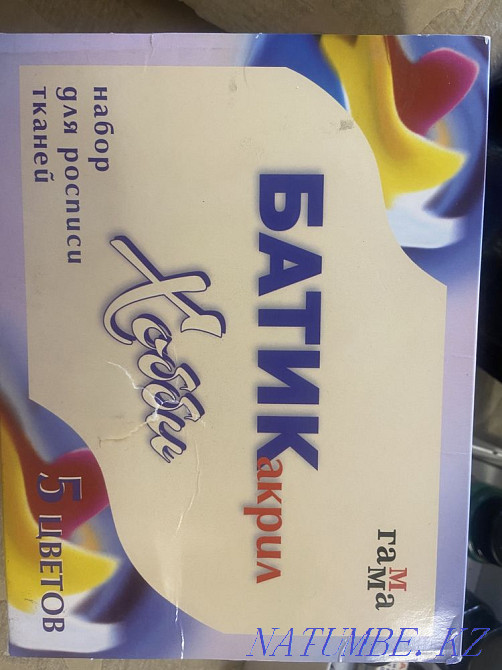 гаММа
БАТИК
акрил
Хобби
набор
для росписи
тканей
5 ЦВЕТОВ
NATUMBE.KZ